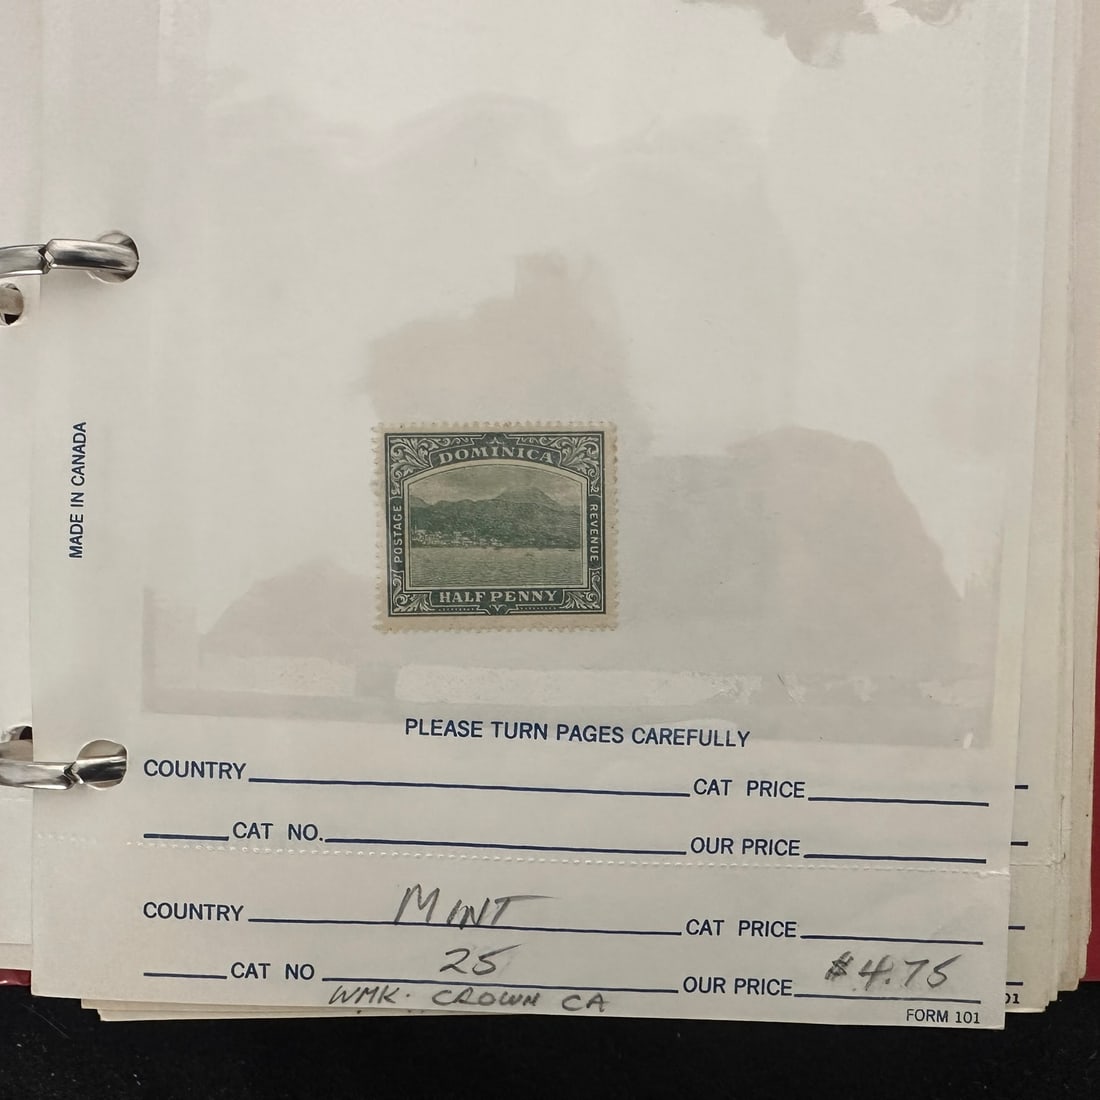 MADE IN CANADA
DOMINICA
POSTAGE
REVENUE
HALF PENNY
PLEASE TURN PAGES CAREFULLY
COUNTRY CAT PRICE
CAT NO. OUR PRICE
COUNTRY MINT CAT PRICE
CAT NO 25 OUR PRICE $4.75
WMK. CROWN CA
FORM 101
01